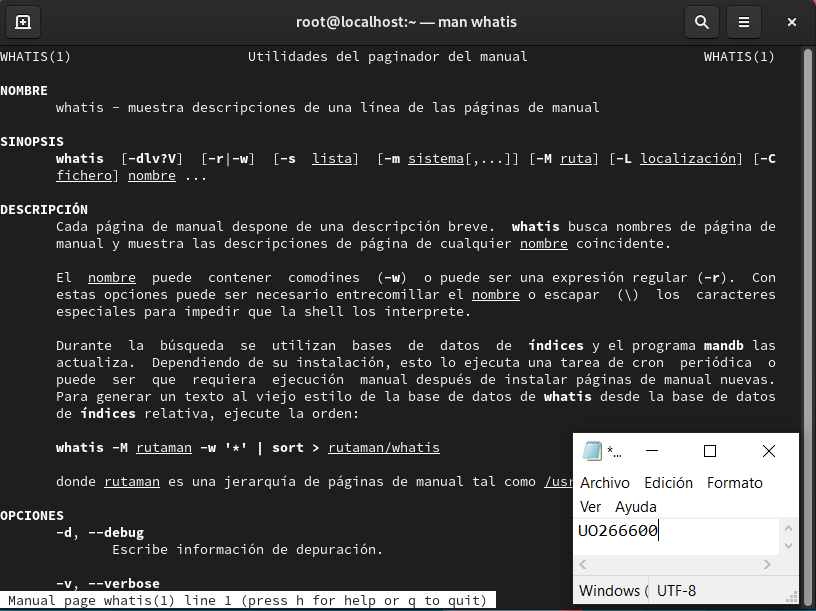 root@localhost:~ — man whatis
WHATIS(1) Utilidades del paginador del manual WHATIS(1)
NOMBRE
whatis - muestra descripciones de una línea de las páginas de manual
SINOPSIS
whatis [-dlv?V] [-r|-w] [-s lista] [-m sistema[,...]] [-M ruta] [-L localización] [-C
fichero] nombre ...
DESCRIPCIÓN
Cada página de manual despone de una descripción breve. whatis busca nombres de página de
manual y muestra las descripciones de página de cualquier nombre coincidente.
El nombre puede contener comodines (-w) o puede ser una expresión regular (-r). Con
estas opciones puede ser necesario entrecomillar el nombre o escapar (\) los caracteres
especiales para impedir que la shell los interprete.
Durante la búsqueda se utilizan bases de datos de índices y el programa mandb las
actualiza. Dependiendo de su instalación, esto lo ejecuta una tarea de cron periódica o
puede ser que requiera ejecución manual después de instalar páginas de manual nuevas.
Para generar un texto al viejo estilo de la base de datos de whatis desde la base de datos
de índices relativa, ejecute la orden:
whatis -M rutaman -w '*' | sort > rutaman/whatis
donde rutaman es una jerarquía de páginas de manual tal como /usr
OPCIONES
-d, --debug
Escribe información de depuración.
-v, --verbose
Manual page whatis(1) line 1 (press h for help or q to quit)
*...
Archivo Edición Formato
Ver Ayuda
UO266600
Windows ( UTF-8